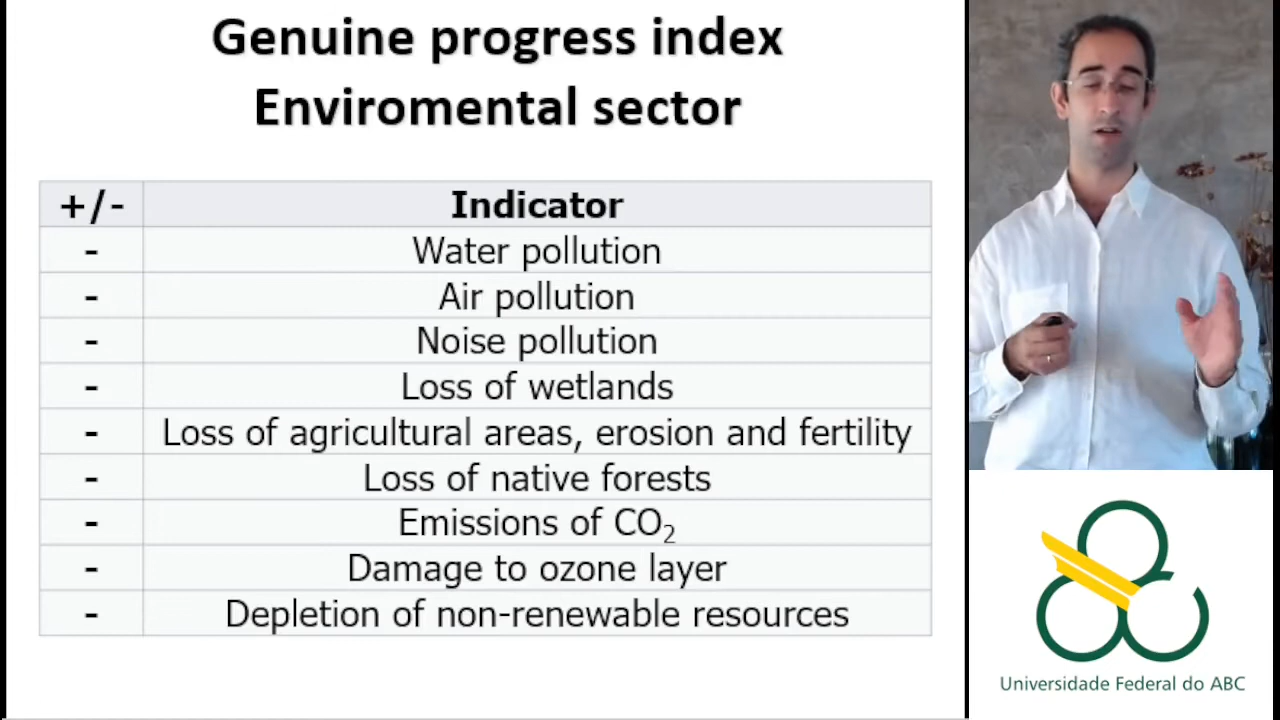 Genuine progress index
Enviromental sector
+/- Indicator
- Water pollution
- Air pollution
- Noise pollution
- Loss of wetlands
- Loss of agricultural areas, erosion and fertility
- Loss of native forests
- Emissions of CO₂
- Damage to ozone layer
- Depletion of non-renewable resources
Universidade Federal do ABC